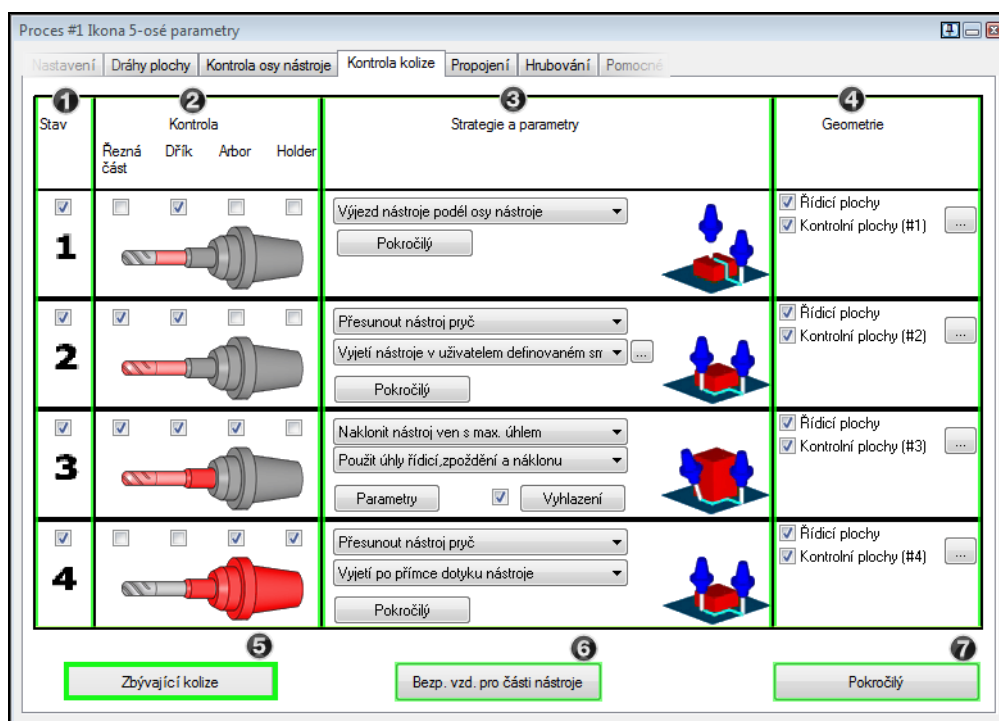 Proces #1 Ikona 5-osé parametry
Nastavení Dráhy plochy Kontrola osy nástroje Kontrola kolize Propojení Hrubování Pomocné
1 2 3 4
Stav Kontrola Strategie a parametry Geometrie
Řezná část Dřík Arbor Holder
1
Výjezd nástroje podél osy nástroje
Pokročilý
Řídicí plochy
Kontrolní plochy (#1) ...
2
Přesunout nástroj pryč
Vyjetí nástroje v uživatelem definovaném sm ...
Pokročilý
Řídicí plochy
Kontrolní plochy (#2) ...
3
Naklonit nástroj ven s max. úhlem
Použit úhly řídicí,zpoždění a náklonu
Parametry Vyhlazení
Řídicí plochy
Kontrolní plochy (#3) ...
4
Přesunout nástroj pryč
Vyjetí po přímce dotyku nástroje
Pokročilý
Řídicí plochy
Kontrolní plochy (#4) ...
5 6 7
Zbývající kolize Bezp. vzd. pro části nástroje Pokročilý